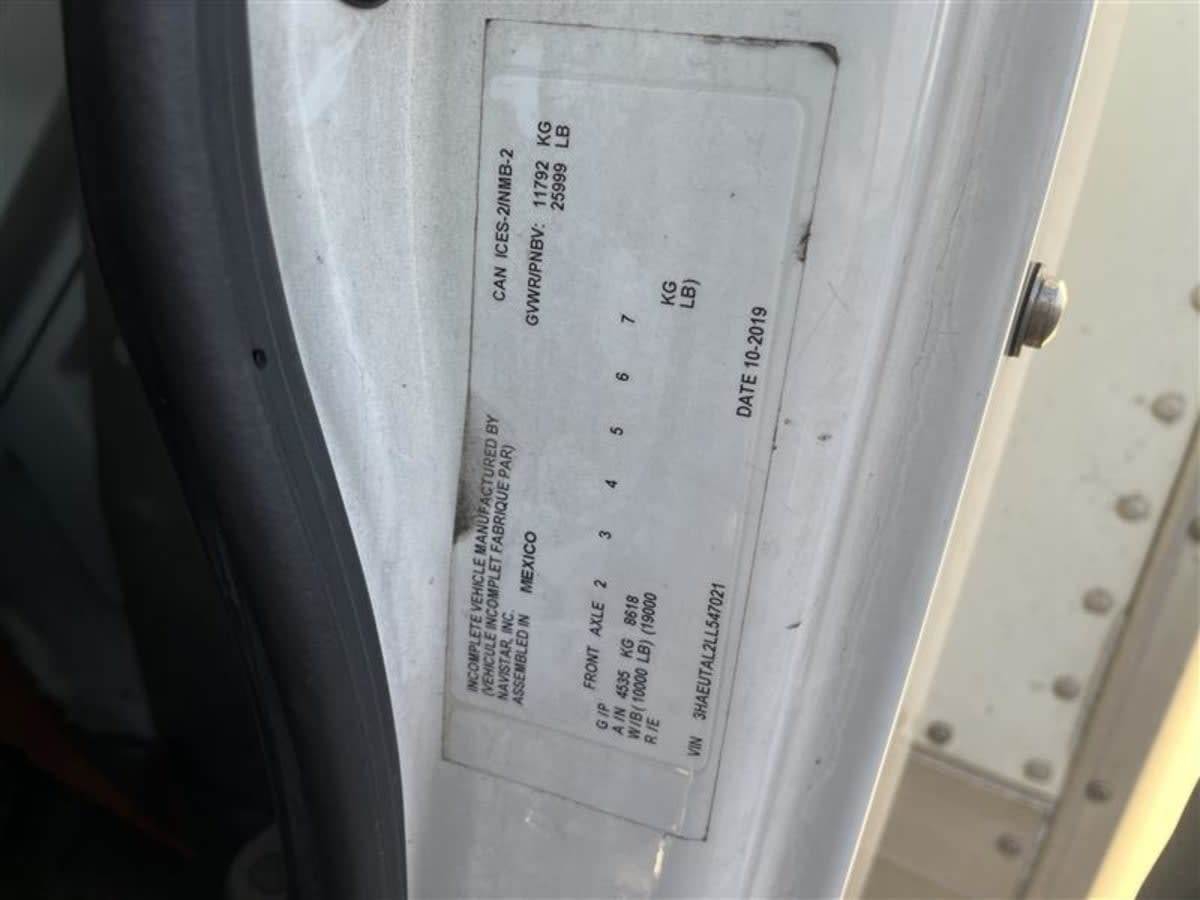 INCOMPLETE VEHICLE MANUFACTURED BY
(VEHICULE INCOMPLET FABRIQUE PAR)
NAVISTAR, INC.
ASSEMBLED IN MEXICO
CAN ICES-2/NMB-2
GVWR/PNBV: 11792 KG
25999 LB
G/P FRONT AXLE 2 3 4 5 6 7
A/N 4535 KG 8618 KG
W/B (10000 LB) (19000 LB)
R/E
VIN 3HAEUTAL2LL547021
DATE 10-2019